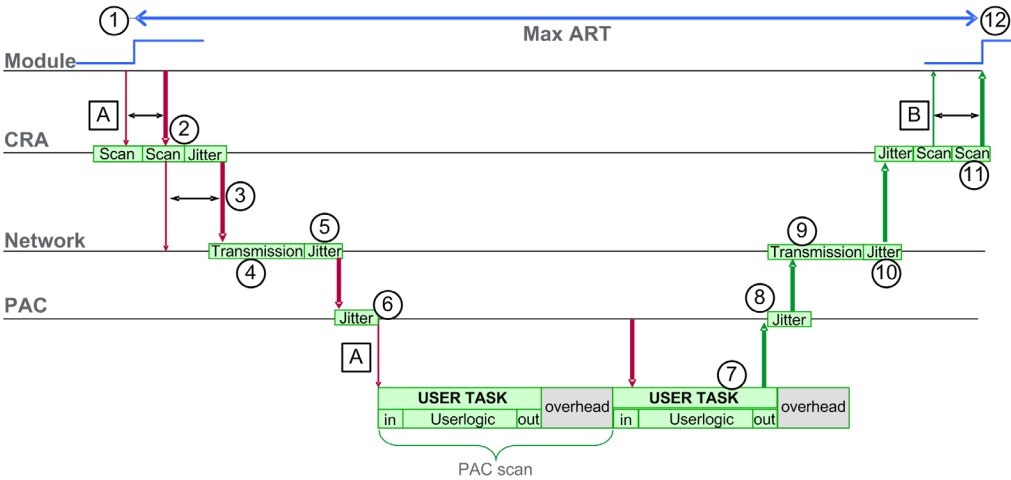 1
12
Max ART
Module
A
B
2
CRA
Scan
Scan
Jitter
Jitter
Scan
Scan
11
3
5
9
Network
Transmission
Jitter
Transmission
Jitter
4
10
6
8
PAC
Jitter
Jitter
A
7
USER TASK
overhead
USER TASK
overhead
in
Userlogic
out
in
Userlogic
out
PAC scan